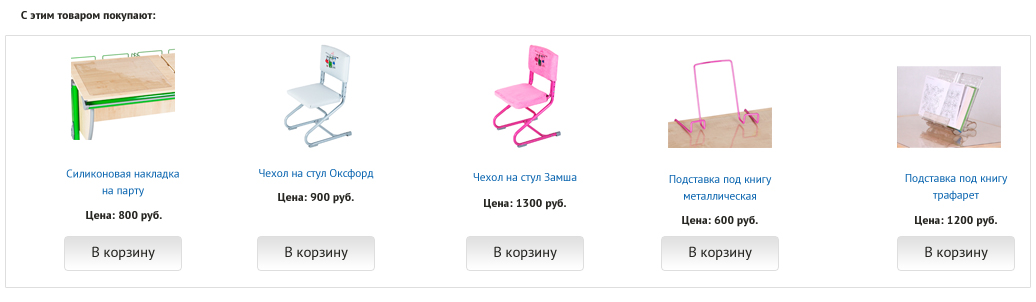 С этим товаром покупают:
Силиконовая накладка
на парту
Цена: 800 руб.
В корзину
Чехол на стул Оксфорд
Цена: 900 руб.
В корзину
Чехол на стул Замша
Цена: 1300 руб.
В корзину
Подставка под книгу
металлическая
Цена: 600 руб.
В корзину
Подставка под книгу
трафарет
Цена: 1200 руб.
В корзину